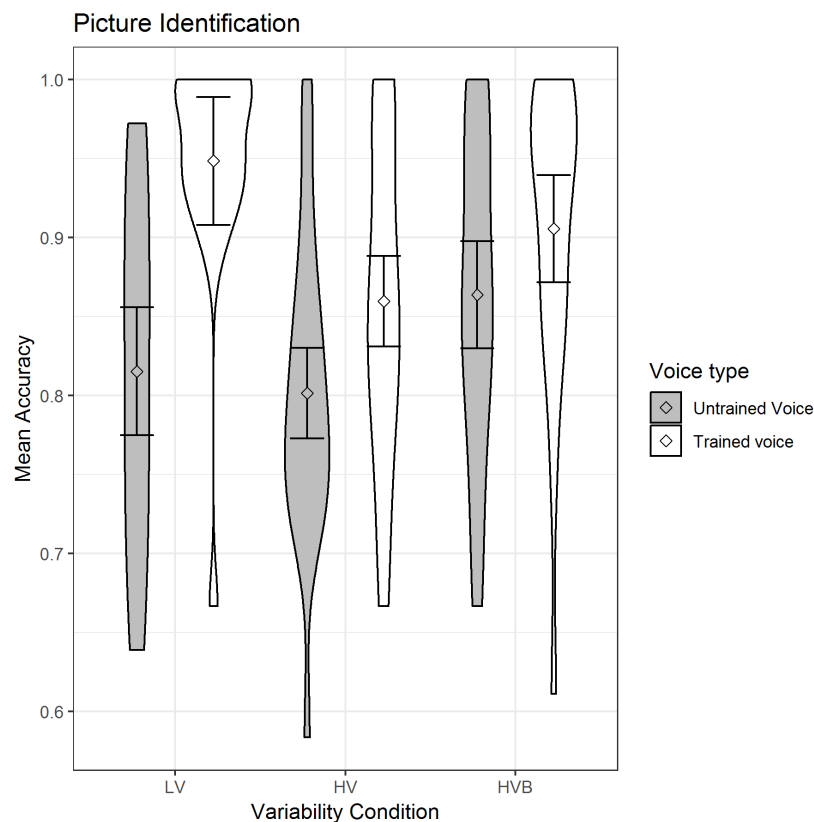 Picture Identification
1.0
0.9
0.8
0.7
0.6
Mean Accuracy
LV HV HVB
Variability Condition
Voice type
Untrained Voice
Trained voice